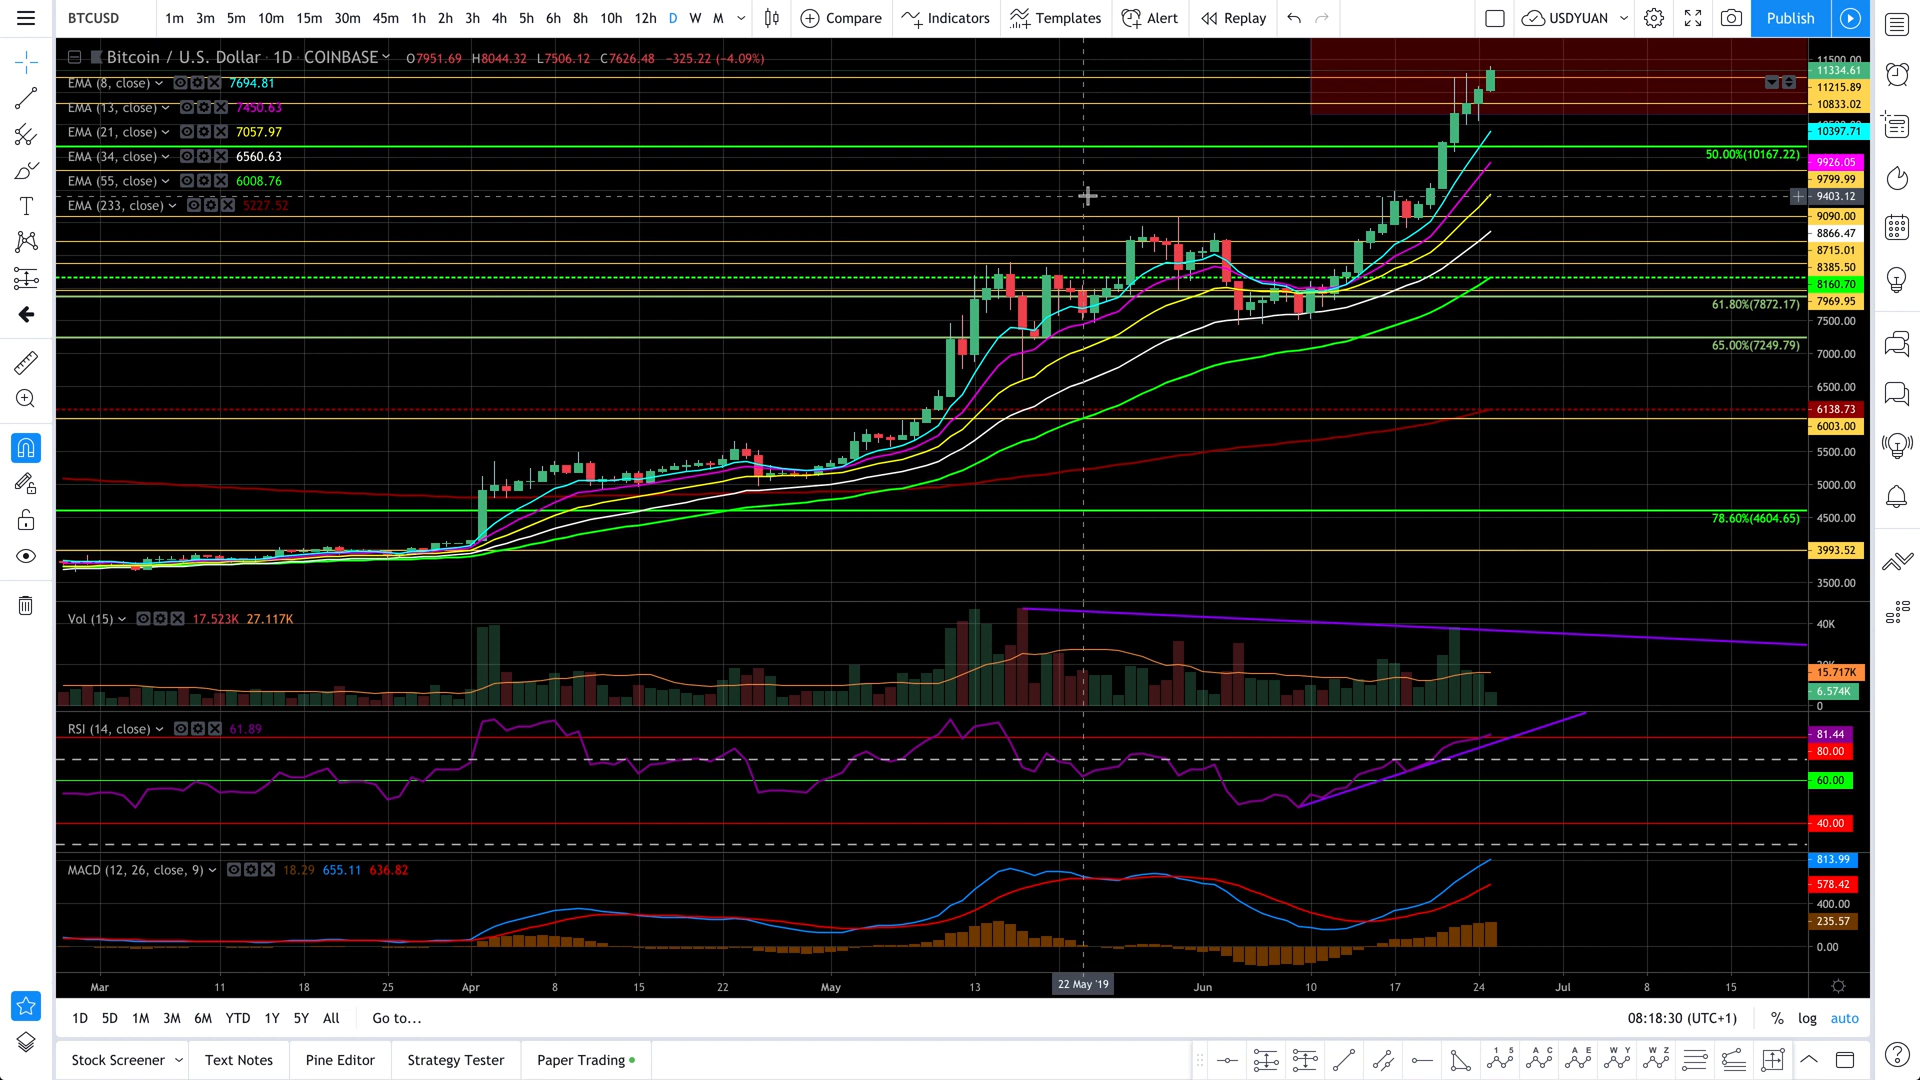 BTCUSD 1m 3m 5m 10m 15m 30m 45m 1h 2h 3h 4h 5h 6h 8h 10h 12h D W M Compare Indicators Templates Alert Replay USDYUAN Publish
Bitcoin / U.S. Dollar 1D COINBASE O7951.69 H8044.32 L7506.12 C7626.48 −325.22 (−4.09%)
EMA (8, close) 7694.81
EMA (13, close) 7450.63
EMA (21, close) 7057.97
EMA (34, close) 6560.63
EMA (55, close) 6008.76
EMA (233, close) 5227.52
11500.00
11334.61
11215.89
10833.02
10397.71
50.00%(10167.22)
9926.05
9799.99
9403.12
9090.00
8866.47
8715.01
8385.50
8160.70
7969.95
61.80%(7872.17)
7500.00
65.00%(7249.79)
7000.00
6500.00
6138.73
6003.00
5500.00
5000.00
4500.00
78.60%(4604.65)
3993.52
3500.00
Vol (15) 17.523K 27.117K
40K
15.717K
6.574K
0
RSI (14, close) 61.89
81.44
80.00
60.00
40.00
MACD (12, 26, close, 9) 18.29 655.11 636.82
813.99
578.42
400.00
235.57
0.00
Mar 11 18 25 Apr 8 15 22 May 13 22 May '19 Jun 10 17 24 Jul 8 15
1D 5D 1M 3M 6M YTD 1Y 5Y All Go to... 08:18:30 (UTC+1) % log auto
Stock Screener Text Notes Pine Editor Strategy Tester Paper Trading